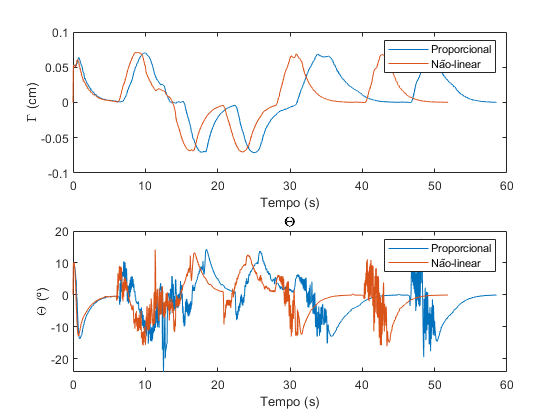 0.1
0.05
0
-0.05
-0.1
Γ (cm)
Proporcional
Não-linear
0 10 20 30 40 50 60
Tempo (s)
Θ
20
10
0
-10
-20
Θ (º)
Proporcional
Não-linear
0 10 20 30 40 50 60
Tempo (s)